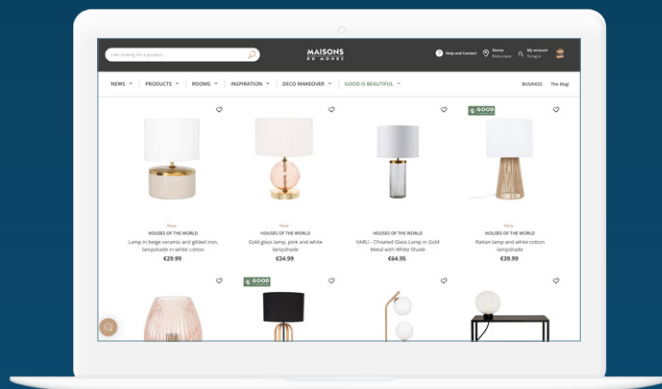 I am looking for a product...
MAISONS
DU MONDE
Help and Contact
Stores
My account
To log in
NEWS
PRODUCTS
ROOMS
INSPIRATION
DECO MAKEOVER
GOOD IS BEAUTIFUL
BUSINESS
The Mag'
GOOD
New
HOUSES OF THE WORLD
Lamp in beige ceramic and gilded iron,
lampshade in white cotton
€29.99
New
HOUSES OF THE WORLD
Gold glass lamp, pink and white
lampshade
€34.99
HOUSES OF THE WORLD
VARU - Chiseled Glass Lamp in Gold
Metal with White Shade
€64.95
New
HOUSES OF THE WORLD
Rattan lamp and white cotton
lampshade
€39.99
GOOD